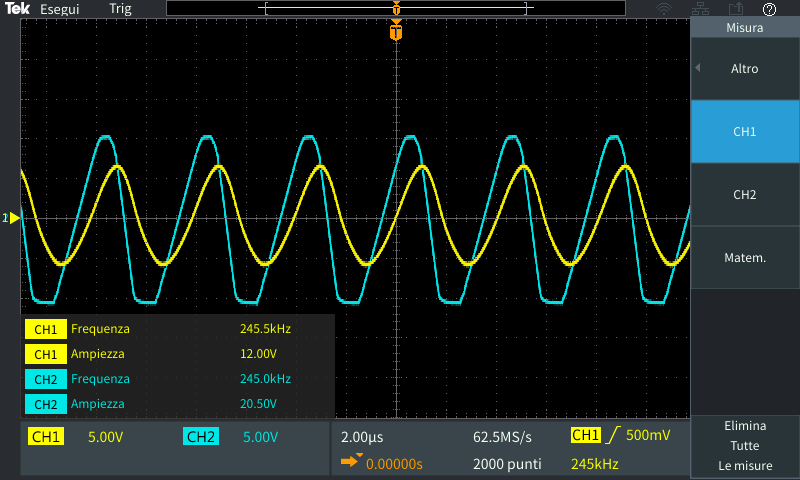 Tek Esegui Trig
T
T
Misura
Altro
CH1
CH2
Matem.
CH1 Frequenza 245.5kHz
CH1 Ampiezza 12.00V
CH2 Frequenza 245.0kHz
CH2 Ampiezza 20.50V
CH1 5.00V CH2 5.00V
2.00µs 62.5MS/s CH1 500mV
0.00000s 2000 punti 245kHz
Elimina
Tutte
Le misure